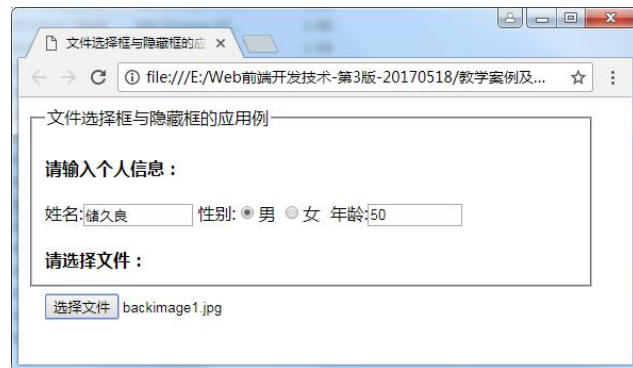 文件选择框与隐藏框的应
file:///E:/Web前端开发技术-第3版-20170518/教学案例及...
文件选择框与隐藏框的应用例
请输入个人信息：
姓名:储久良 性别: 男 女 年龄:50
请选择文件：
选择文件 backimage1.jpg